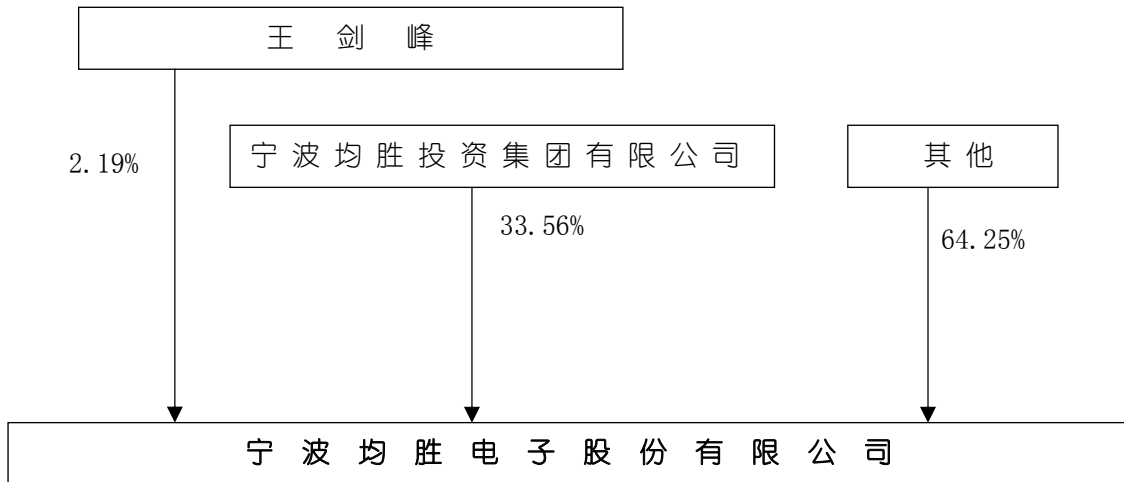 王剑峰
2.19%
宁波均胜投资集团有限公司
其他
33.56%
64.25%
宁波均胜电子股份有限公司